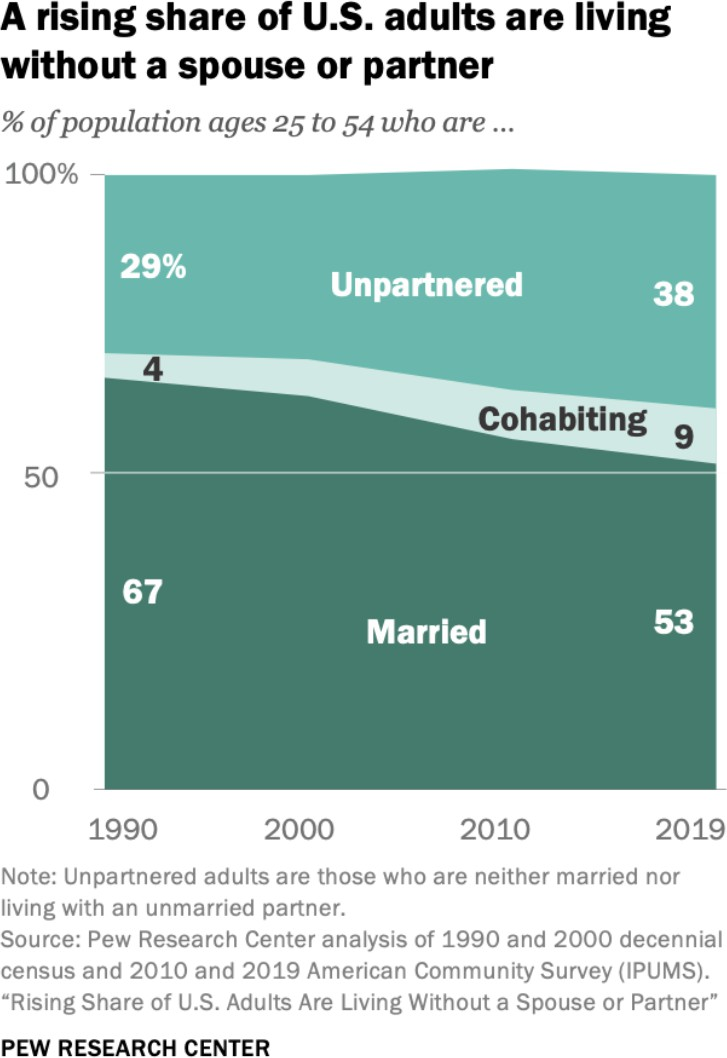 A rising share of U.S. adults are living
without a spouse or partner
% of population ages 25 to 54 who are ...
100%
29%
Unpartnered
38
4
Cohabiting
9
50
67
Married
53
0
1990
2000
2010
2019
Note: Unpartnered adults are those who are neither married nor
living with an unmarried partner.
Source: Pew Research Center analysis of 1990 and 2000 decennial
census and 2010 and 2019 American Community Survey (IPUMS).
“Rising Share of U.S. Adults Are Living Without a Spouse or Partner”
PEW RESEARCH CENTER